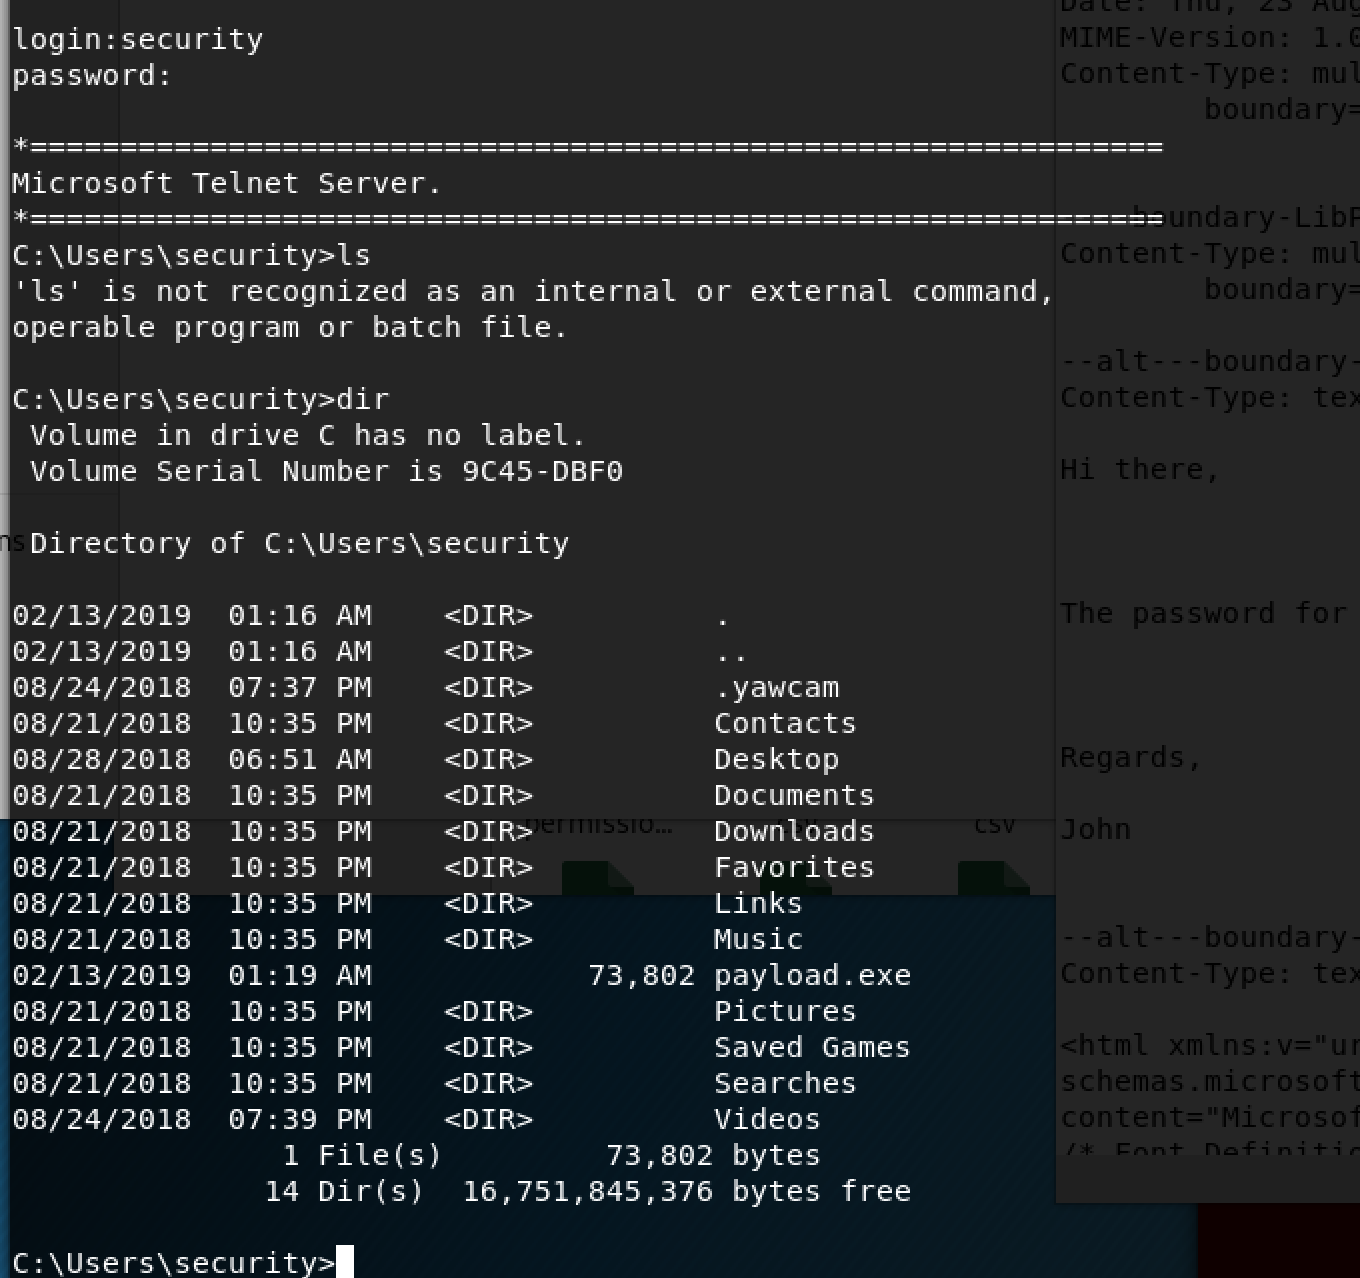 login:security
password:
*===============================================================
Microsoft Telnet Server.
*===============================================================
C:\Users\security>ls
'ls' is not recognized as an internal or external command,
operable program or batch file.
C:\Users\security>dir
 Volume in drive C has no label.
 Volume Serial Number is 9C45-DBF0
 Directory of C:\Users\security
02/13/2019  01:16 AM    <DIR>          .
02/13/2019  01:16 AM    <DIR>          ..
08/24/2018  07:37 PM    <DIR>          .yawcam
08/21/2018  10:35 PM    <DIR>          Contacts
08/28/2018  06:51 AM    <DIR>          Desktop
08/21/2018  10:35 PM    <DIR>          Documents
08/21/2018  10:35 PM    <DIR>          Downloads
08/21/2018  10:35 PM    <DIR>          Favorites
08/21/2018  10:35 PM    <DIR>          Links
08/21/2018  10:35 PM    <DIR>          Music
02/13/2019  01:19 AM            73,802 payload.exe
08/21/2018  10:35 PM    <DIR>          Pictures
08/21/2018  10:35 PM    <DIR>          Saved Games
08/21/2018  10:35 PM    <DIR>          Searches
08/24/2018  07:39 PM    <DIR>          Videos
               1 File(s)         73,802 bytes
              14 Dir(s)  16,751,845,376 bytes free
C:\Users\security>
permissio... csv csv
Date: Thu, 23 Aug
MIME-Version: 1.0
Content-Type: mul
boundary=
boundary-LibP
Content-Type: mul
boundary=
--alt---boundary-
Content-Type: tex
Hi there,
The password for
Regards,
John
--alt---boundary-
Content-Type: tex
<html xmlns:v="ur
schemas.microsoft
content="Microsof
/* Font Definitio